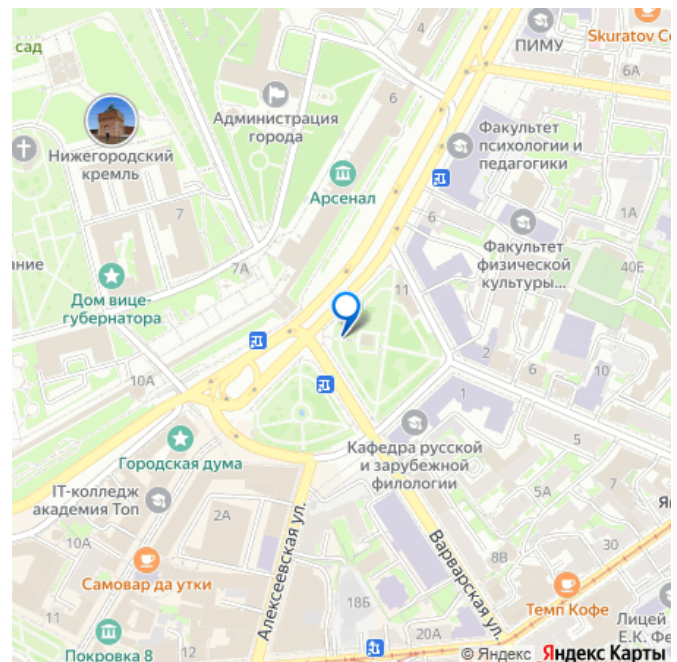 сад
ПИМУ
Skuratov Co
6А
Администрация
города
6
Факультет
психологии и
педагогики
Нижегородский
кремль
Арсенал
7
6
1А
Факультет
физической
культуры...
40Е
ание
7А
Дом вице-
губернатора
11
10А
2
6
10
1
Городская дума
Кафедра русской
и зарубежной
филологии
5
IT-колледж
академия Топ
2А
5А
7
Яп
10А
Алексеевская ул.
Варварская ул.
8В
30
Самовар да утки
18Б
Темп Кофе
11
20А
Лицей
Е.К. Фе
Покровка 8
© Яндекс Яндекс Карты